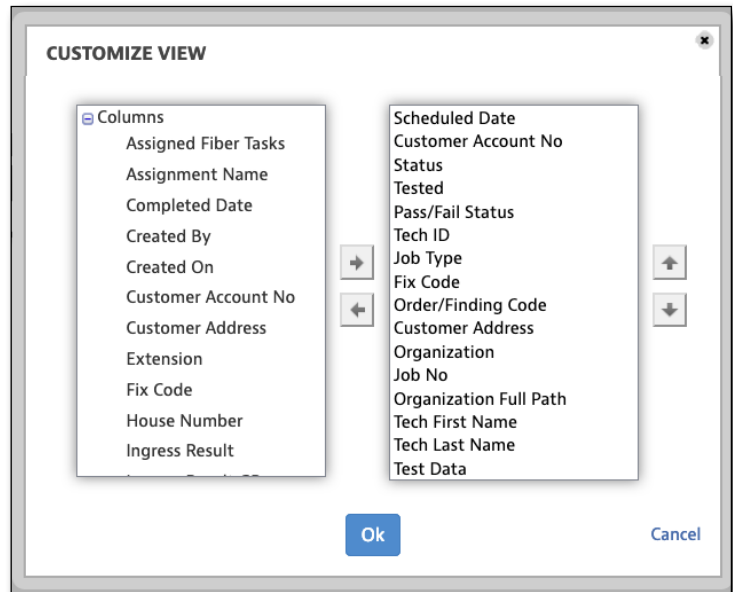 CUSTOMIZE VIEW
Columns
Assigned Fiber Tasks
Assignment Name
Completed Date
Created By
Created On
Customer Account No
Customer Address
Extension
Fix Code
House Number
Ingress Result
Scheduled Date
Customer Account No
Status
Tested
Pass/Fail Status
Tech ID
Job Type
Fix Code
Order/Finding Code
Customer Address
Organization
Job No
Organization Full Path
Tech First Name
Tech Last Name
Test Data
Ok
Cancel